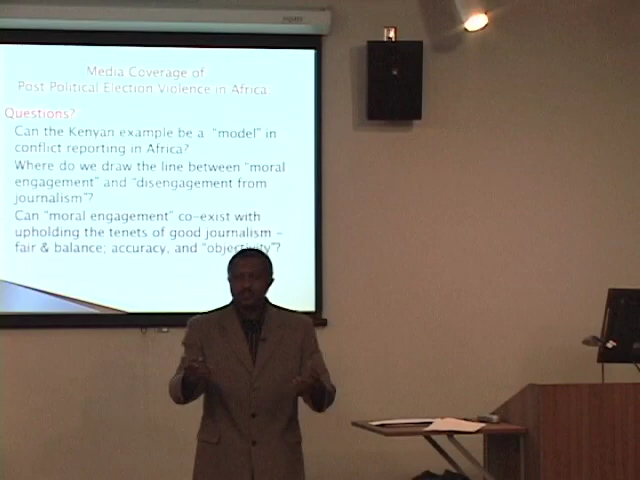 Media Coverage of
Post Political Election Violence in Africa
Questions?
Can the Kenyan example be a "model" in
conflict reporting in Africa?
Where do we draw the line between "moral
engagement" and "disengagement from
journalism"?
Can "moral engagement" co-exist with
upholding the tenets of good journalism –
fair & balance; accuracy, and "objectivity"?